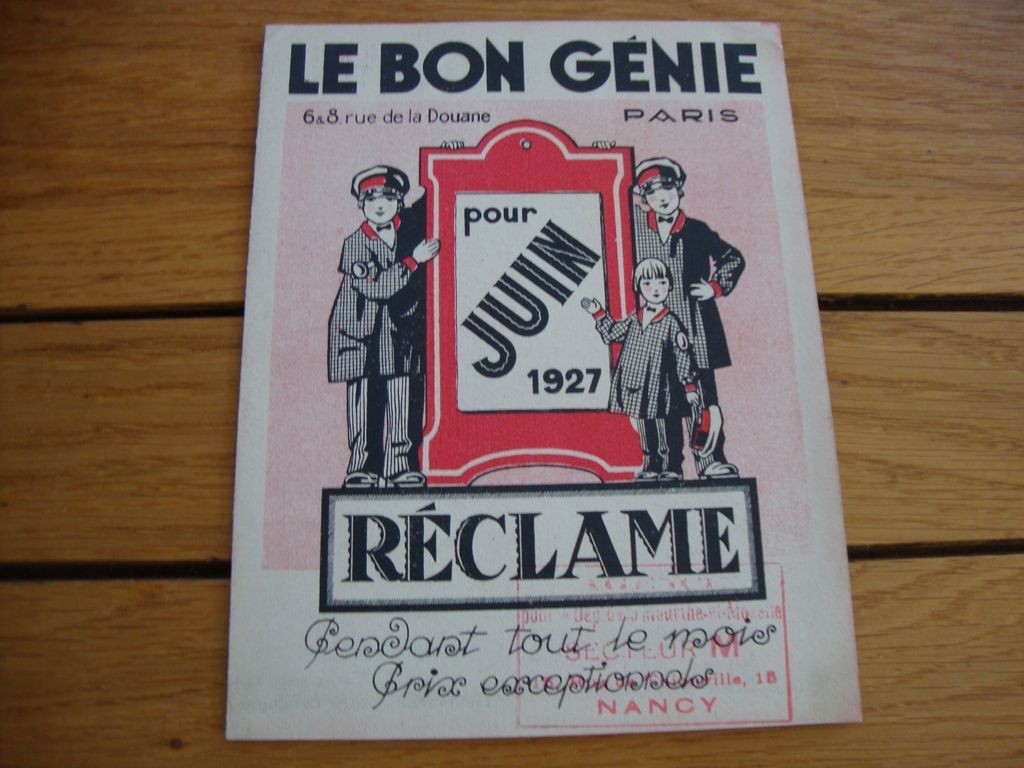 LE BON GÉNIE
6&8, rue de la Douane PARIS
pour
JUIN
1927
RÉCLAME
Pendant tout le mois
Prix exceptionnels
SECTEUR M
NANCY